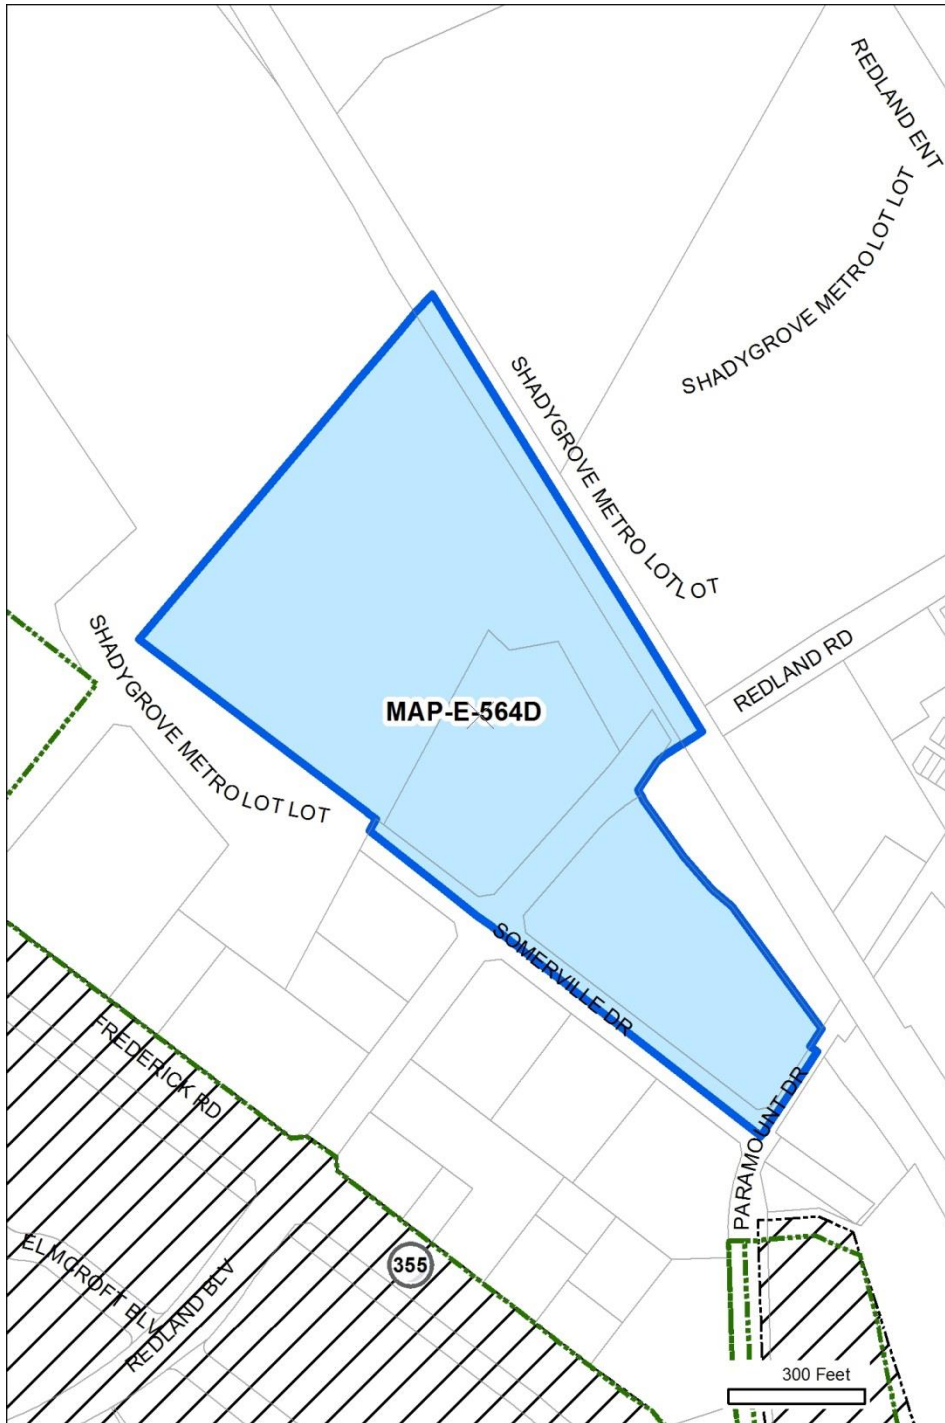 REDLAND ENT
SHADYGROVE METRO LOT LOT
SHADYGROVE METRO LOT LOT
REDLAND RD
SHADYGROVE METRO LOT LOT
MAP-E-564D
SOMERVILLE DR
FREDERICK RD
PARAMOUNT DR
ELMCROFT BLV
REDLAND BLV
355
300 Feet